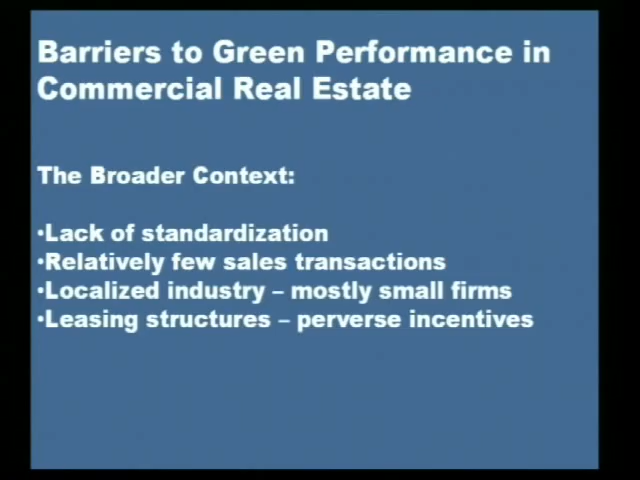 Barriers to Green Performance in
Commercial Real Estate
The Broader Context:
•Lack of standardization
•Relatively few sales transactions
•Localized industry – mostly small firms
•Leasing structures – perverse incentives